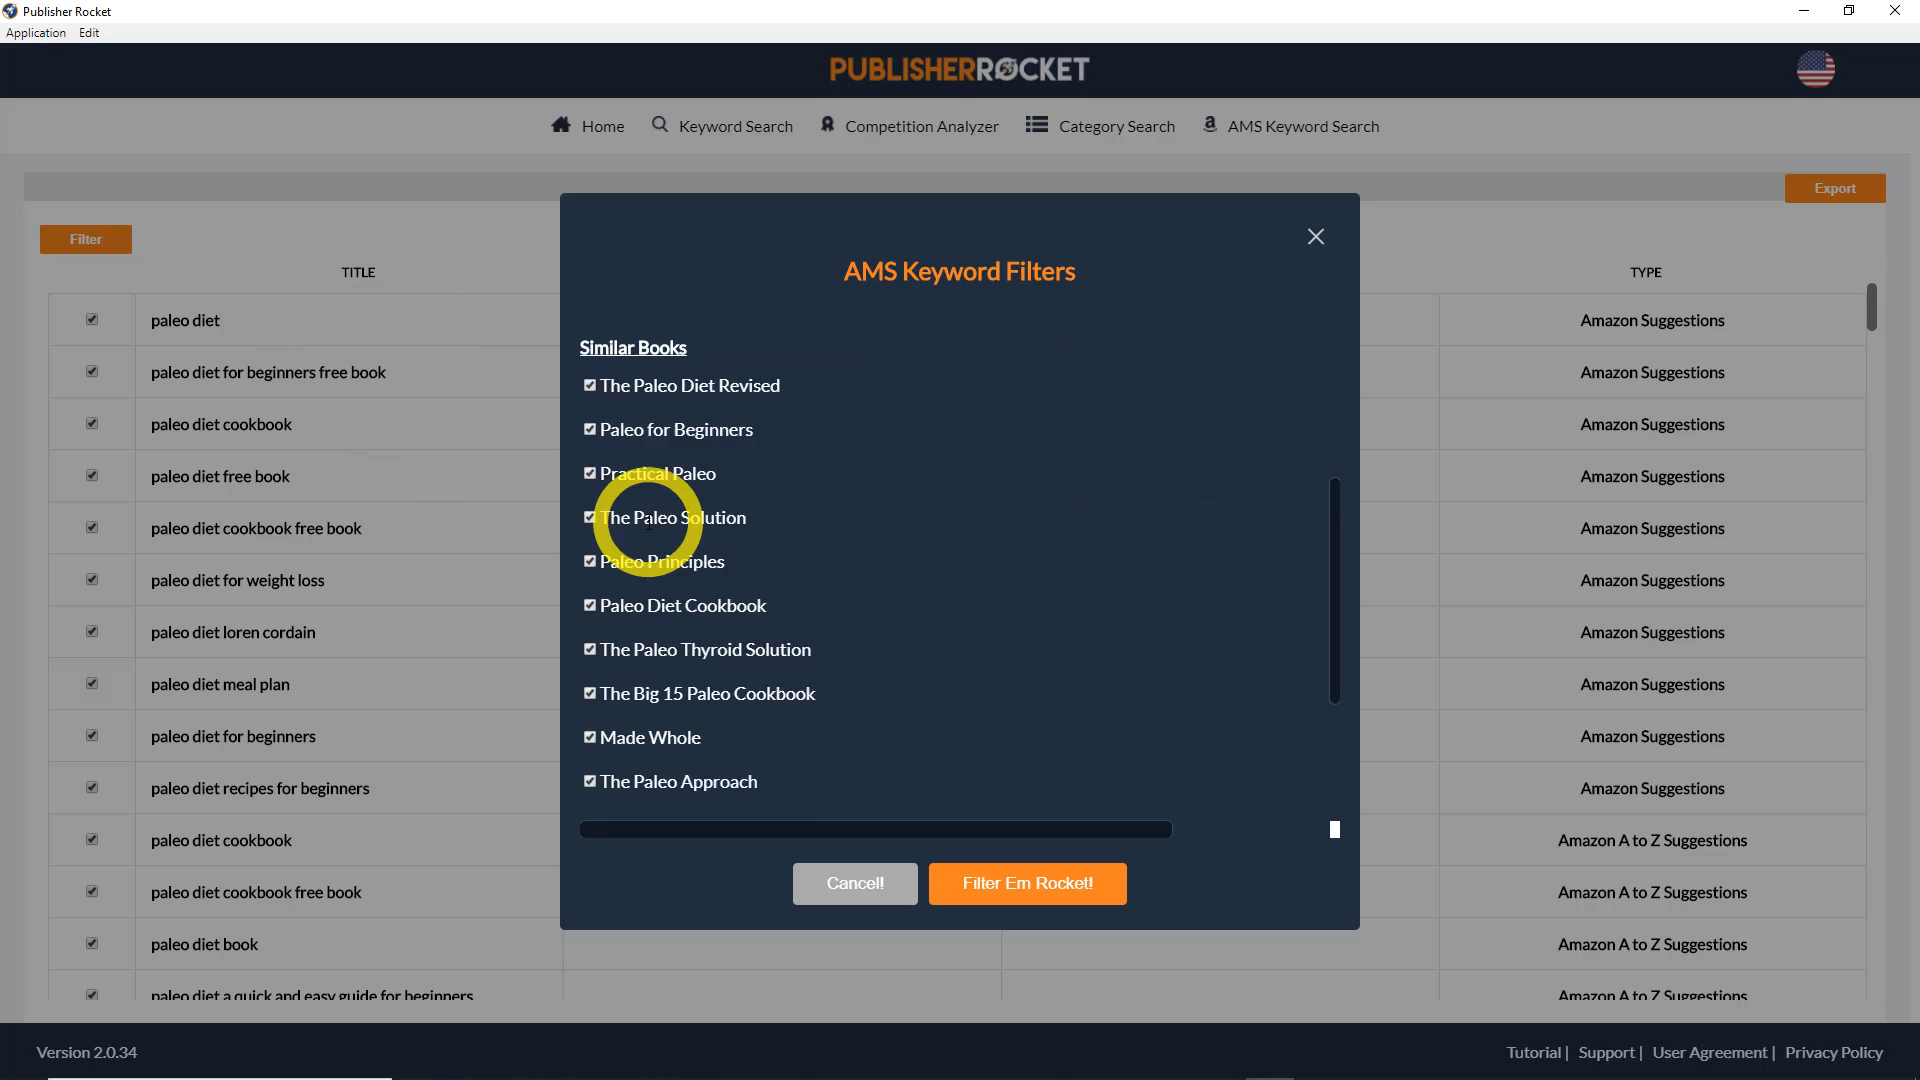 Publisher Rocket
Application Edit
PUBLISHERROCKET
Home Keyword Search Competition Analyzer Category Search AMS Keyword Search
Export
Filter
TITLE
TYPE
paleo diet
Amazon Suggestions
paleo diet for beginners free book
Amazon Suggestions
paleo diet cookbook
Amazon Suggestions
paleo diet free book
Amazon Suggestions
paleo diet cookbook free book
Amazon Suggestions
paleo diet for weight loss
Amazon Suggestions
paleo diet loren cordain
Amazon Suggestions
paleo diet meal plan
Amazon Suggestions
paleo diet for beginners
Amazon Suggestions
paleo diet recipes for beginners
Amazon Suggestions
paleo diet cookbook
Amazon A to Z Suggestions
paleo diet cookbook free book
Amazon A to Z Suggestions
paleo diet book
Amazon A to Z Suggestions
paleo diet a quick and easy guide for beginners
Amazon A to Z Suggestions
AMS Keyword Filters
Similar Books
The Paleo Diet Revised
Paleo for Beginners
Practical Paleo
The Paleo Solution
Paleo Principles
Paleo Diet Cookbook
The Paleo Thyroid Solution
The Big 15 Paleo Cookbook
Made Whole
The Paleo Approach
Cancel! Filter Em Rocket!
Version 2.0.34
Tutorial | Support | User Agreement | Privacy Policy